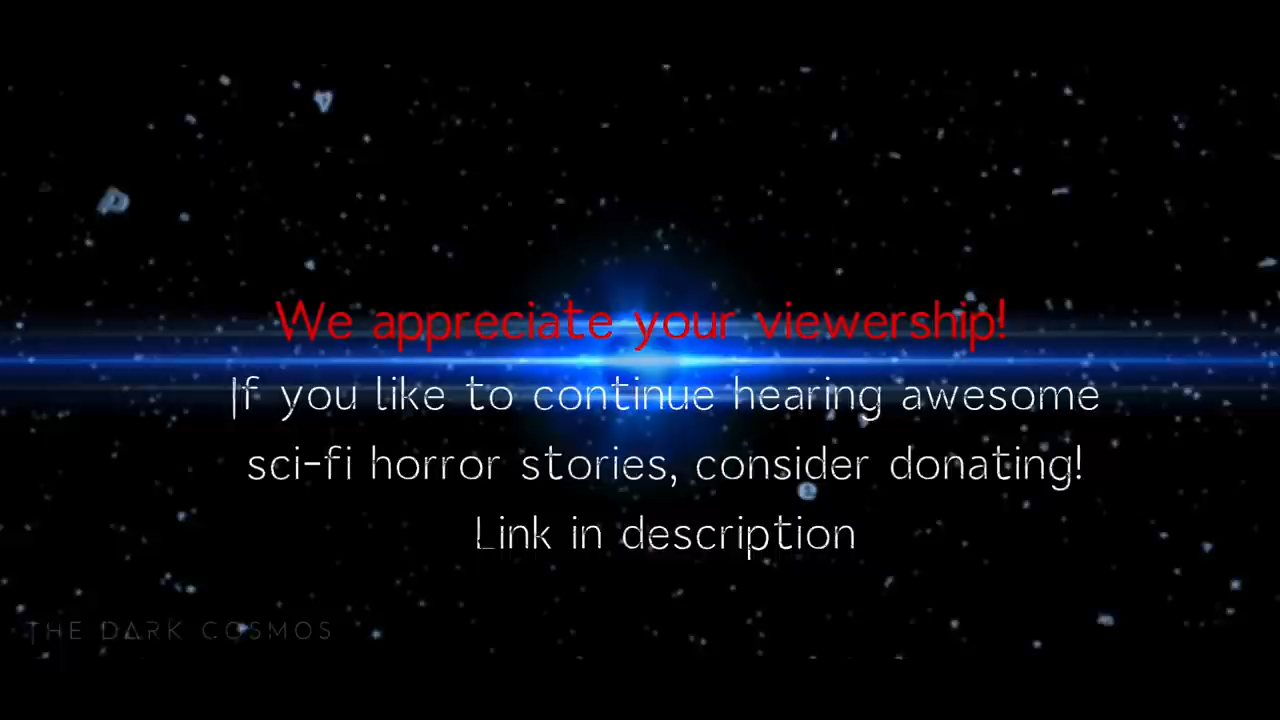 We appreciate your viewership!
If you like to continue hearing awesome
sci-fi horror stories, consider donating!
Link in description
THE DARK COSMOS